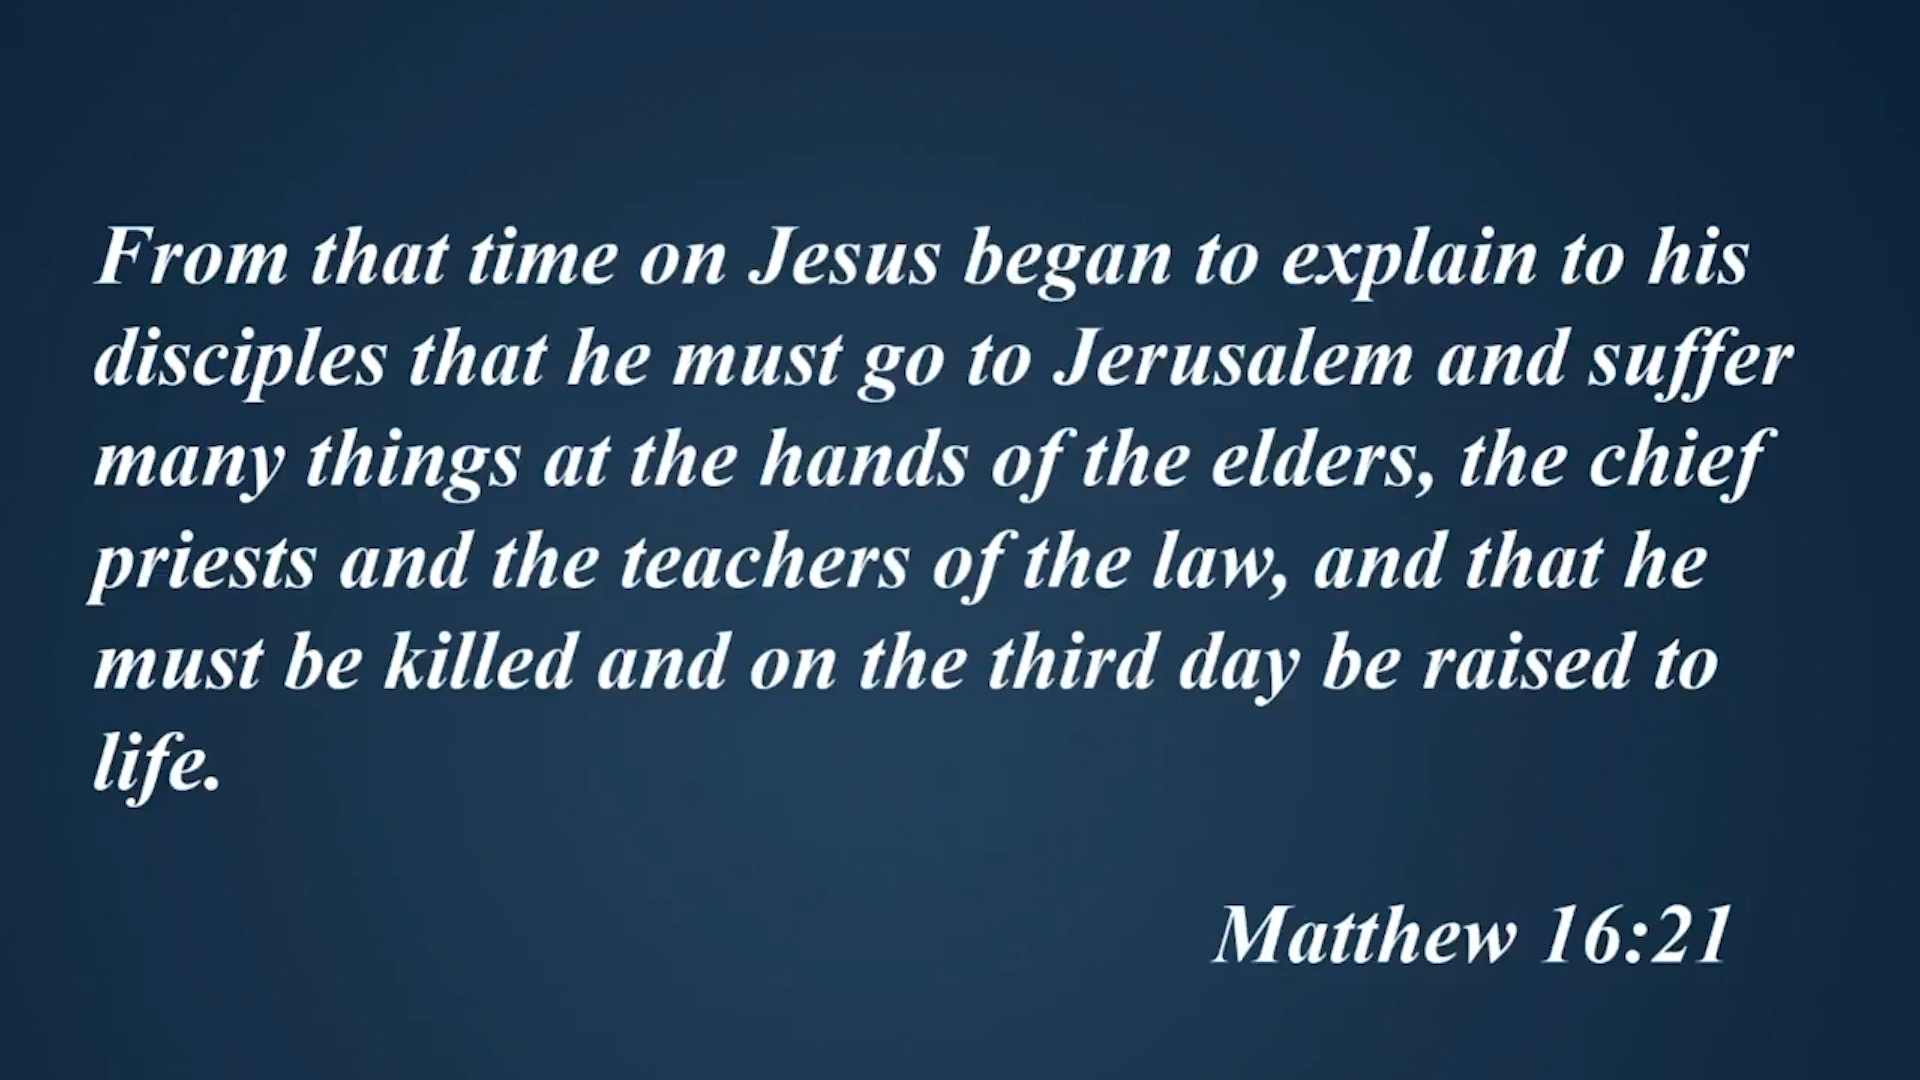 From that time on Jesus began to explain to his
disciples that he must go to Jerusalem and suffer
many things at the hands of the elders, the chief
priests and the teachers of the law, and that he
must be killed and on the third day be raised to
life.
Matthew 16:21